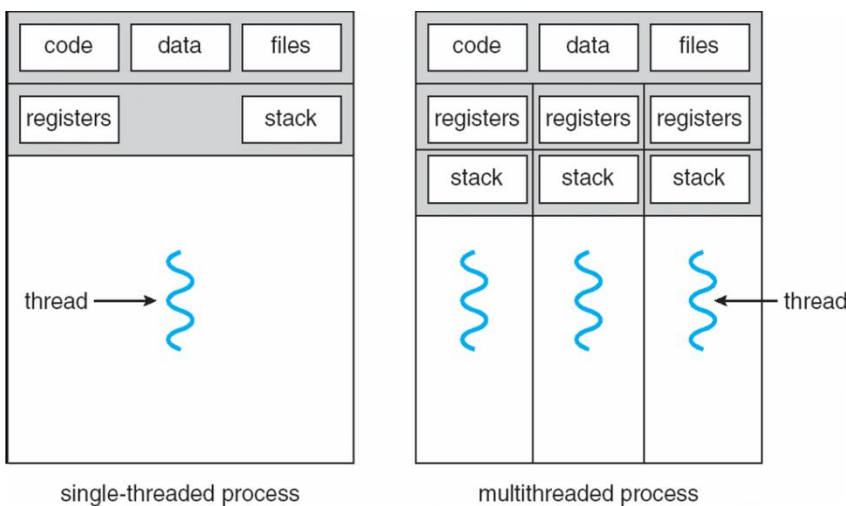 code data files code data files
registers stack registers registers registers
stack stack stack
thread thread
single-threaded process multithreaded process